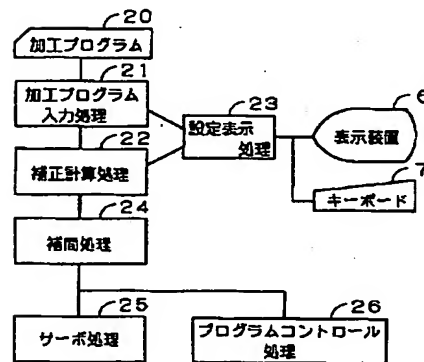 20
加工プログラム
21
加工プログラム
入力処理
23
設定表示
処理
6
表示装置
22
補正計算処理
7
キーボード
24
補間処理
25
サーボ処理
26
プログラムコントロール
処理